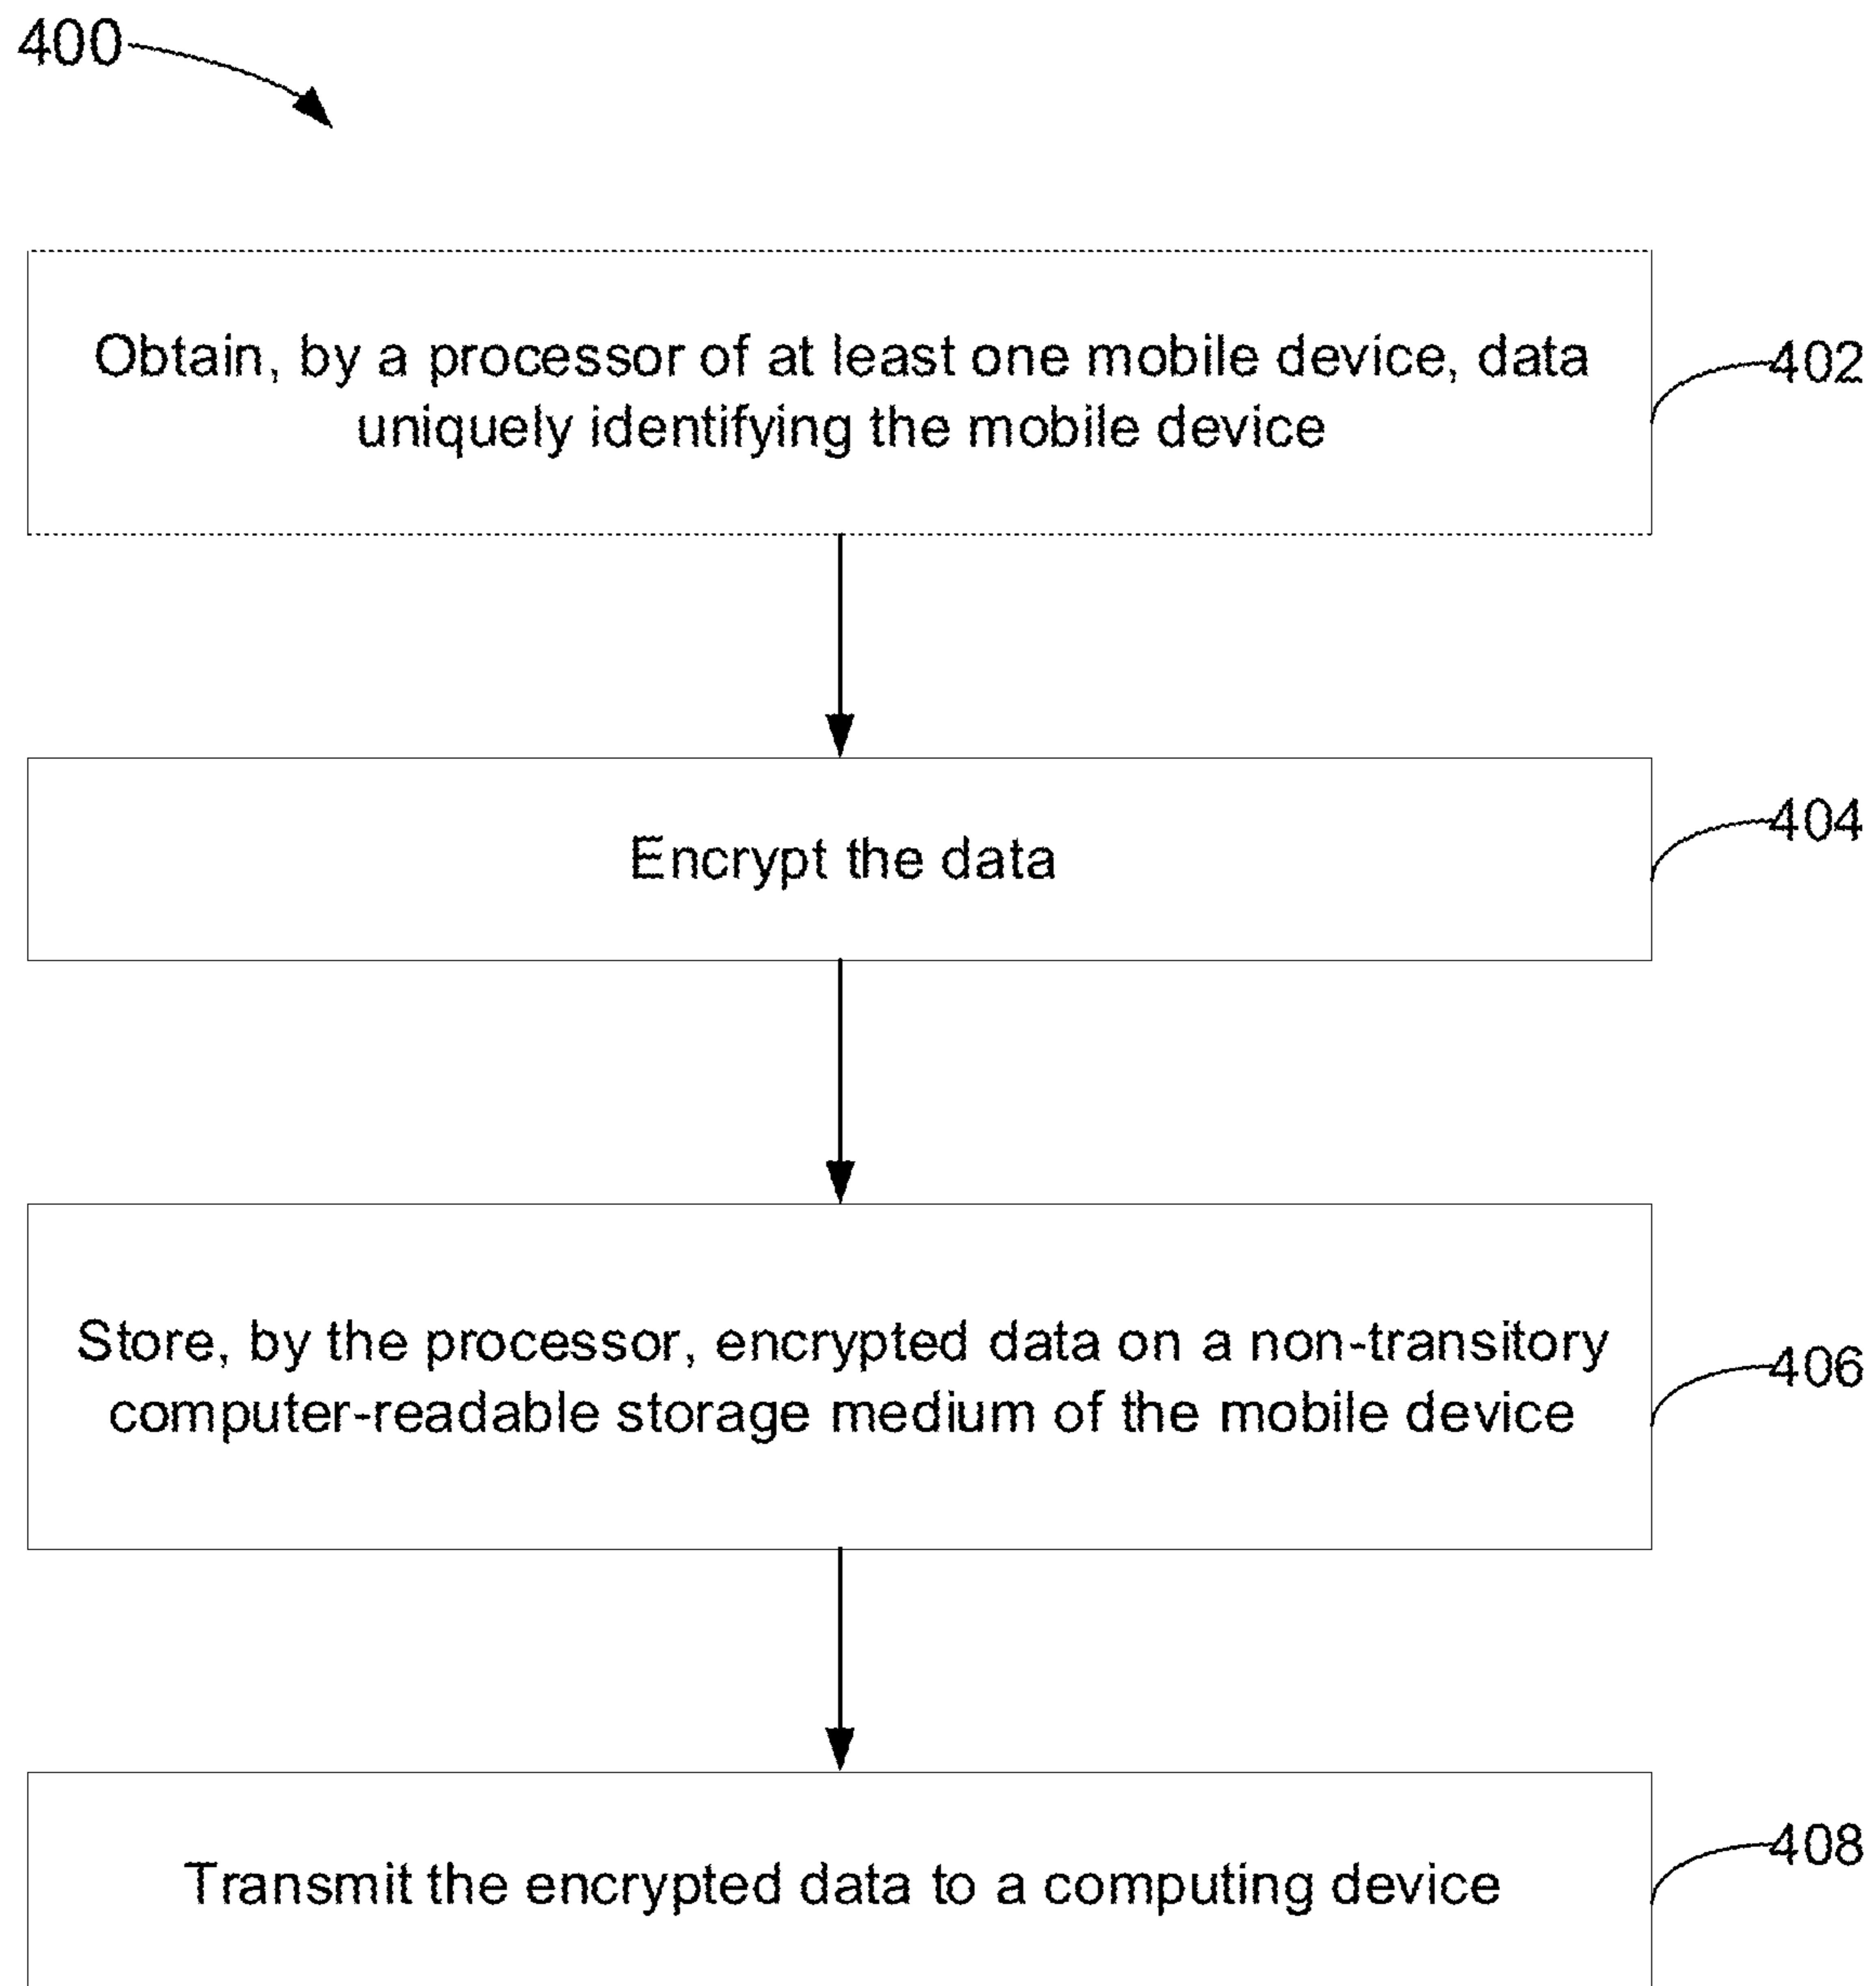 400
Obtain, by a processor of at least one mobile device, data
uniquely identifying the mobile device
402
Encrypt the data
404
Store, by the processor, encrypted data on a non-transitory
computer-readable storage medium of the mobile device
406
Transmit the encrypted data to a computing device
408